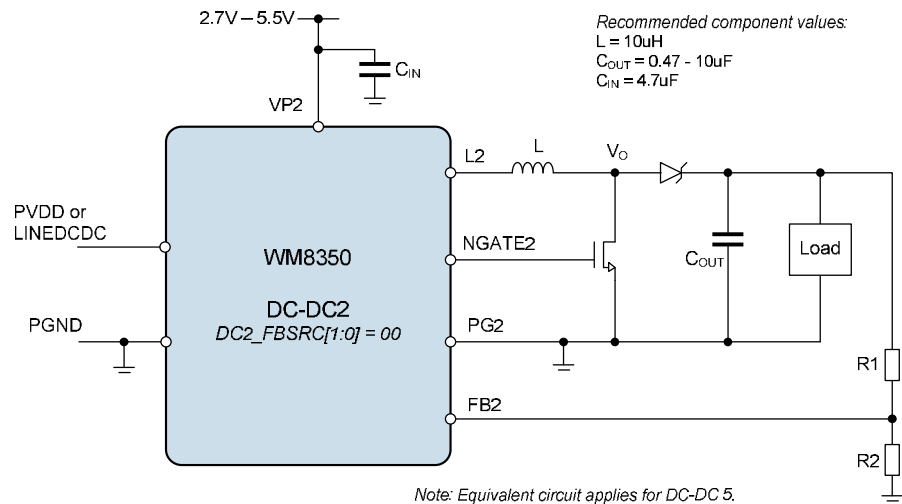 2.7V – 5.5V
Recommended component values:
L = 10uH
COUT = 0.47 - 10uF
CIN = 4.7uF
CIN
VP2
L2
L
VO
PVDD or
LINEDCDC
WM8350
NGATE2
COUT
Load
DC-DC2
DC2_FBSRC[1:0] = 00
PGND
PG2
R1
FB2
R2
Note: Equivalent circuit applies for DC-DC 5.